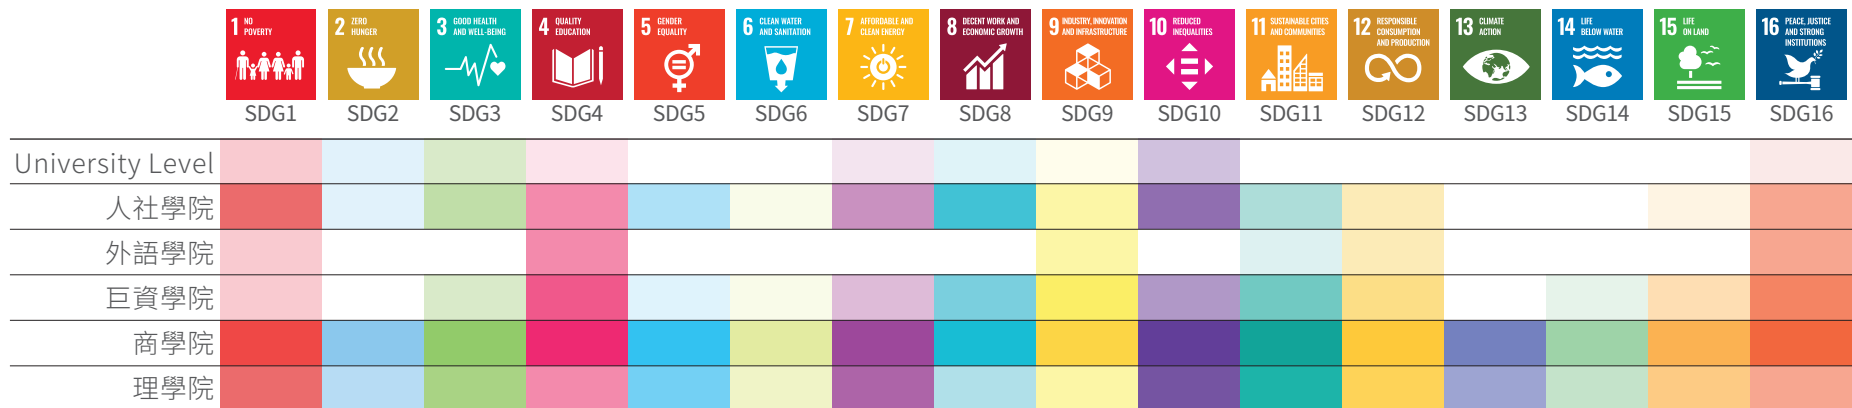 1 NO POVERTY
2 ZERO HUNGER
3 GOOD HEALTH AND WELL-BEING
4 QUALITY EDUCATION
5 GENDER EQUALITY
6 CLEAN WATER AND SANITATION
7 AFFORDABLE AND CLEAN ENERGY
8 DECENT WORK AND ECONOMIC GROWTH
9 INDUSTRY, INNOVATION AND INFRASTRUCTURE
10 REDUCED INEQUALITIES
11 SUSTAINABLE CITIES AND COMMUNITIES
12 RESPONSIBLE CONSUMPTION AND PRODUCTION
13 CLIMATE ACTION
14 LIFE BELOW WATER
15 LIFE ON LAND
16 PEACE, JUSTICE AND STRONG INSTITUTIONS
SDG1 SDG2 SDG3 SDG4 SDG5 SDG6 SDG7 SDG8 SDG9 SDG10 SDG11 SDG12 SDG13 SDG14 SDG15 SDG16
University Level
人社學院
外語學院
巨資學院
商學院
理學院